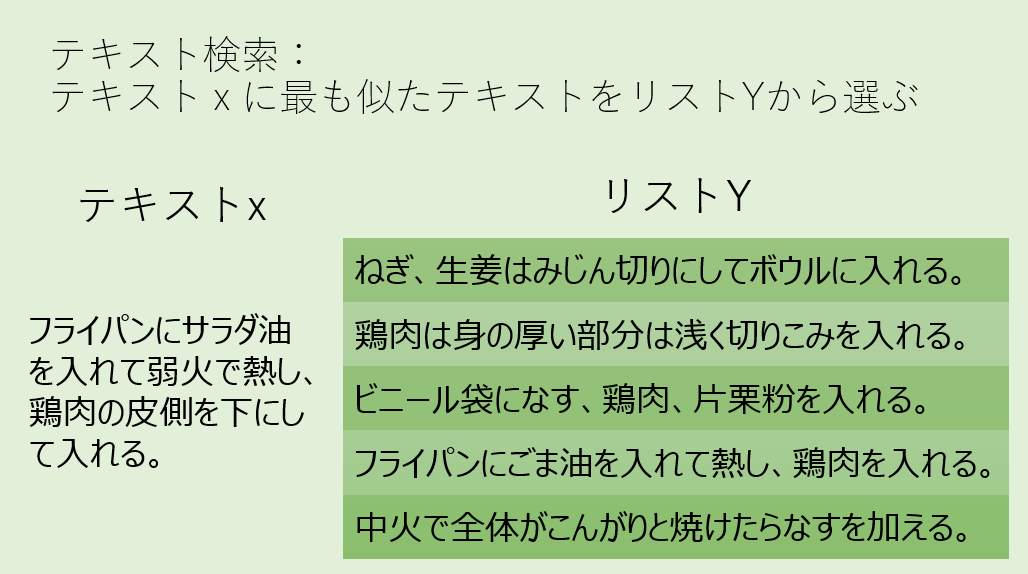 テキスト検索：
テキストｘに最も似たテキストをリストYから選ぶ
テキストx
リストY
フライパンにサラダ油
を入れて弱火で熱し、
鶏肉の皮側を下にし
て入れる。
ねぎ、生姜はみじん切りにしてボウルに入れる。
鶏肉は身の厚い部分は浅く切りこみを入れる。
ビニール袋になす、鶏肉、片栗粉を入れる。
フライパンにごま油を入れて熱し、鶏肉を入れる。
中火で全体がこんがりと焼けたらなすを加える。